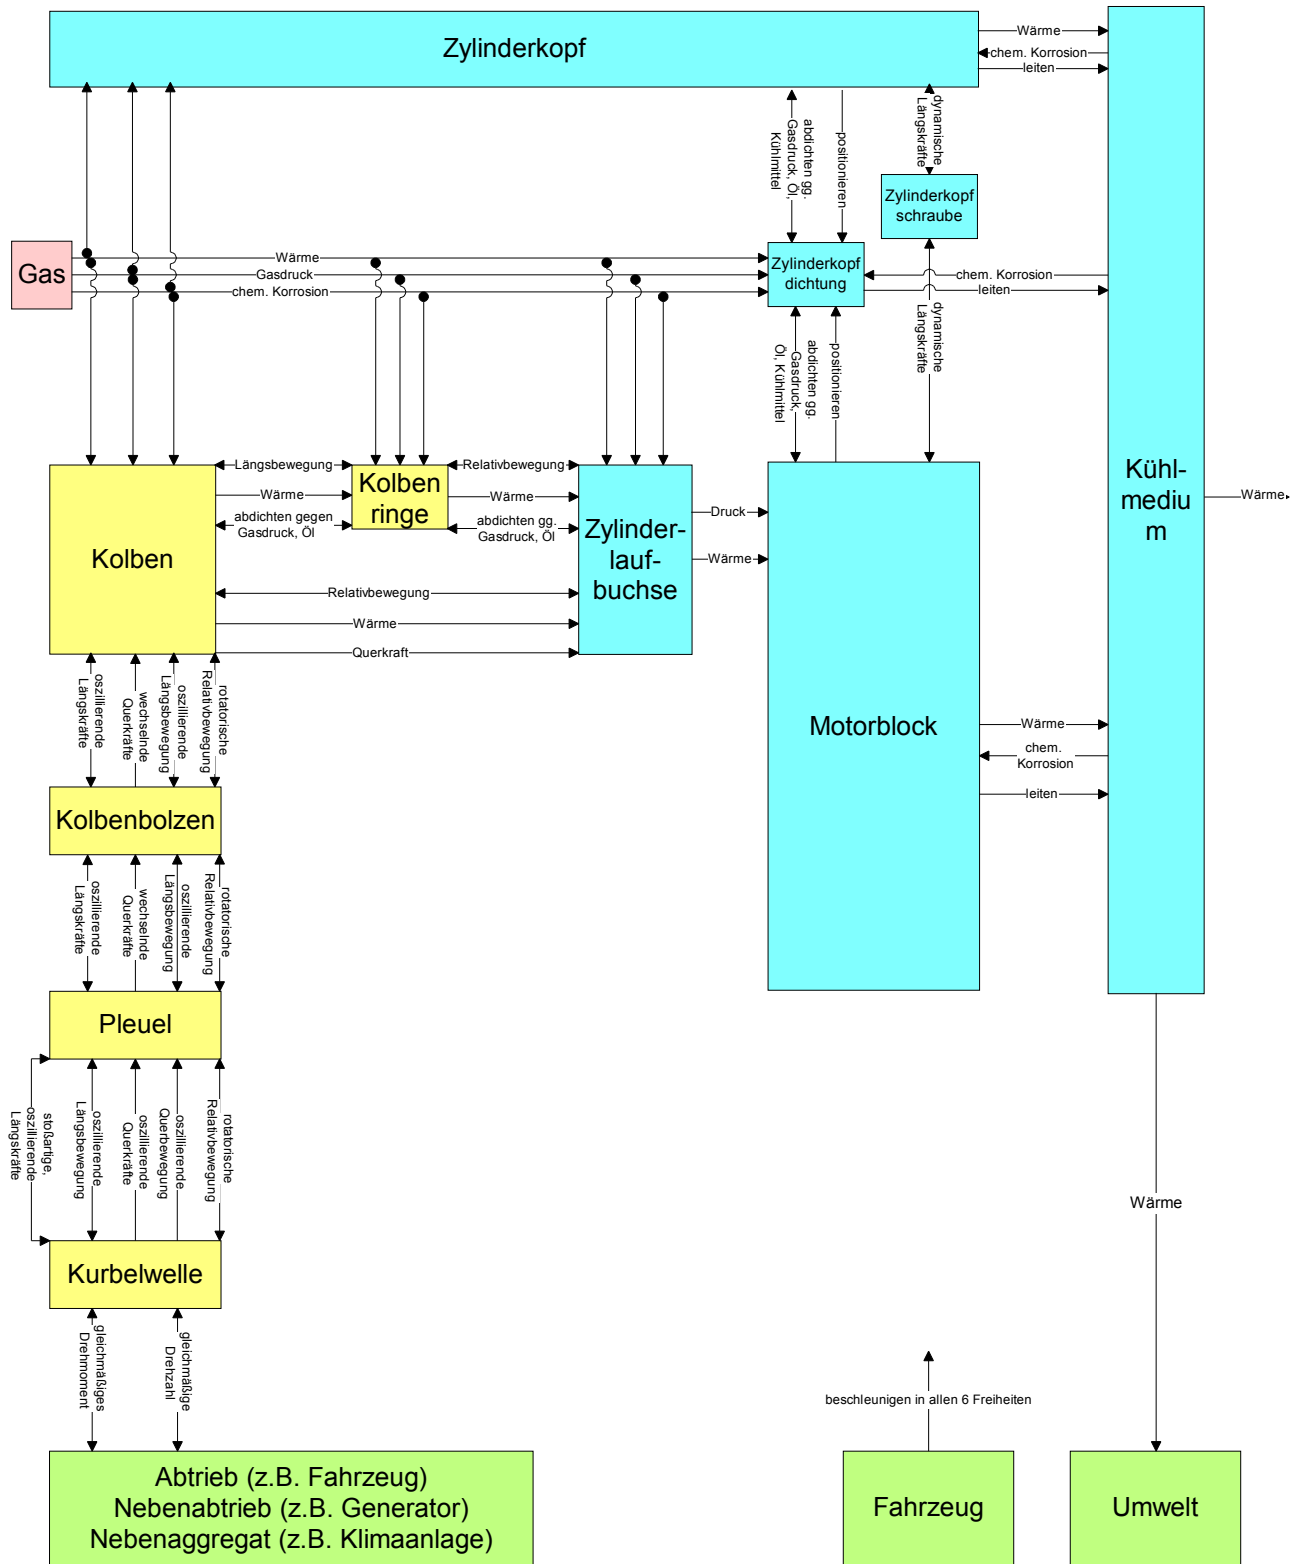 Zylinderkopf
Wärme
chem. Korrosion
leiten
abdichten gg.
Gasdruck, Öl,
Kühlmittel
positionieren
dynamische
Längskräfte
Zylinderkopf
schraube
Gas
Wärme
Gasdruck
chem. Korrosion
Zylinderkopf
dichtung
chem. Korrosion
leiten
abdichten gg.
Gasdruck,
Öl, Kühlmittel
positionieren
dynamische
Längskräfte
Kolben
Längsbewegung
Wärme
abdichten gegen
Gasdruck, Öl
Kolben
ringe
Relativbewegung
Wärme
abdichten gg.
Gasdruck, Öl
Relativbewegung
Wärme
Querkraft
Zylinder-
lauf-
buchse
Druck
Wärme
Motorblock
Kühl-
mediu
m
Wärme
Wärme
chem.
Korrosion
leiten
oszillierende
Längskräfte
wechselnde
Querkräfte
oszillierende
Längsbewegung
rotatorische
Relativbewegung
Kolbenbolzen
oszillierende
Längskräfte
wechselnde
Querkräfte
oszillierende
Längsbewegung
rotatorische
Relativbewegung
Pleuel
stoßartige,
oszillierende
Längskräfte
oszillierende
Längsbewegung
oszillierende
Querkräfte
oszillierende
Querbewegung
rotatorische
Relativbewegung
Kurbelwelle
gleichmäßiges
Drehmoment
gleichmäßige
Drehzahl
Wärme
beschleunigen in allen 6 Freiheiten
Abtrieb (z.B. Fahrzeug)
Nebenabtrieb (z.B. Generator)
Nebenaggregat (z.B. Klimaanlage)
Fahrzeug
Umwelt